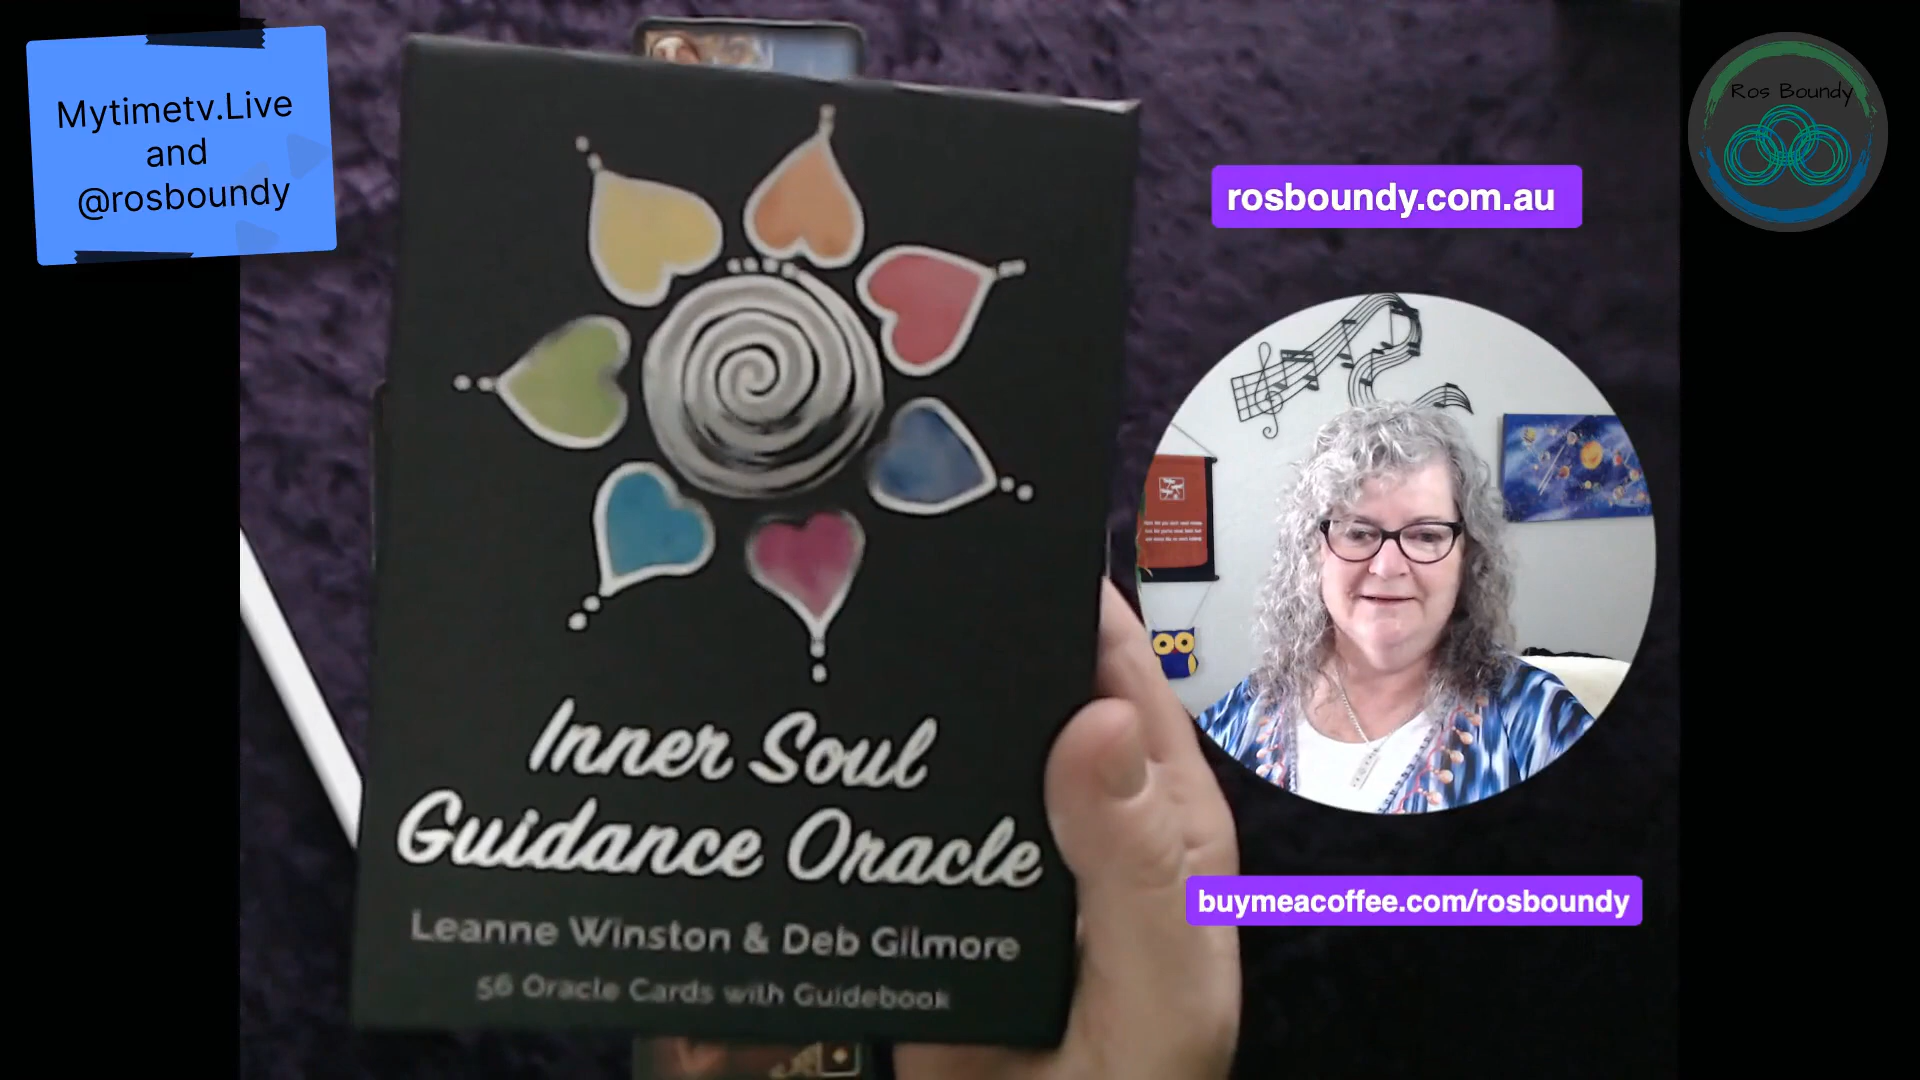 Mytimetv.Live
and
@rosboundy
Ros Boundy
rosboundy.com.au
Inner Soul
Guidance Oracle
Leanne Winston & Deb Gilmore
56 Oracle Cards with Guidebook
buymeacoffee.com/rosboundy